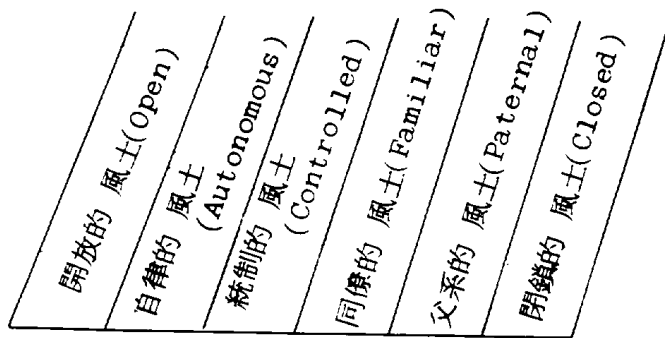 開放的 風土(Open)
自律的 風土
(Autonomous)
統制的 風土
(Controlled)
同僚的 風土(Familiar)
父系的 風土(Paternal)
閉鎖的 風土(Closed)